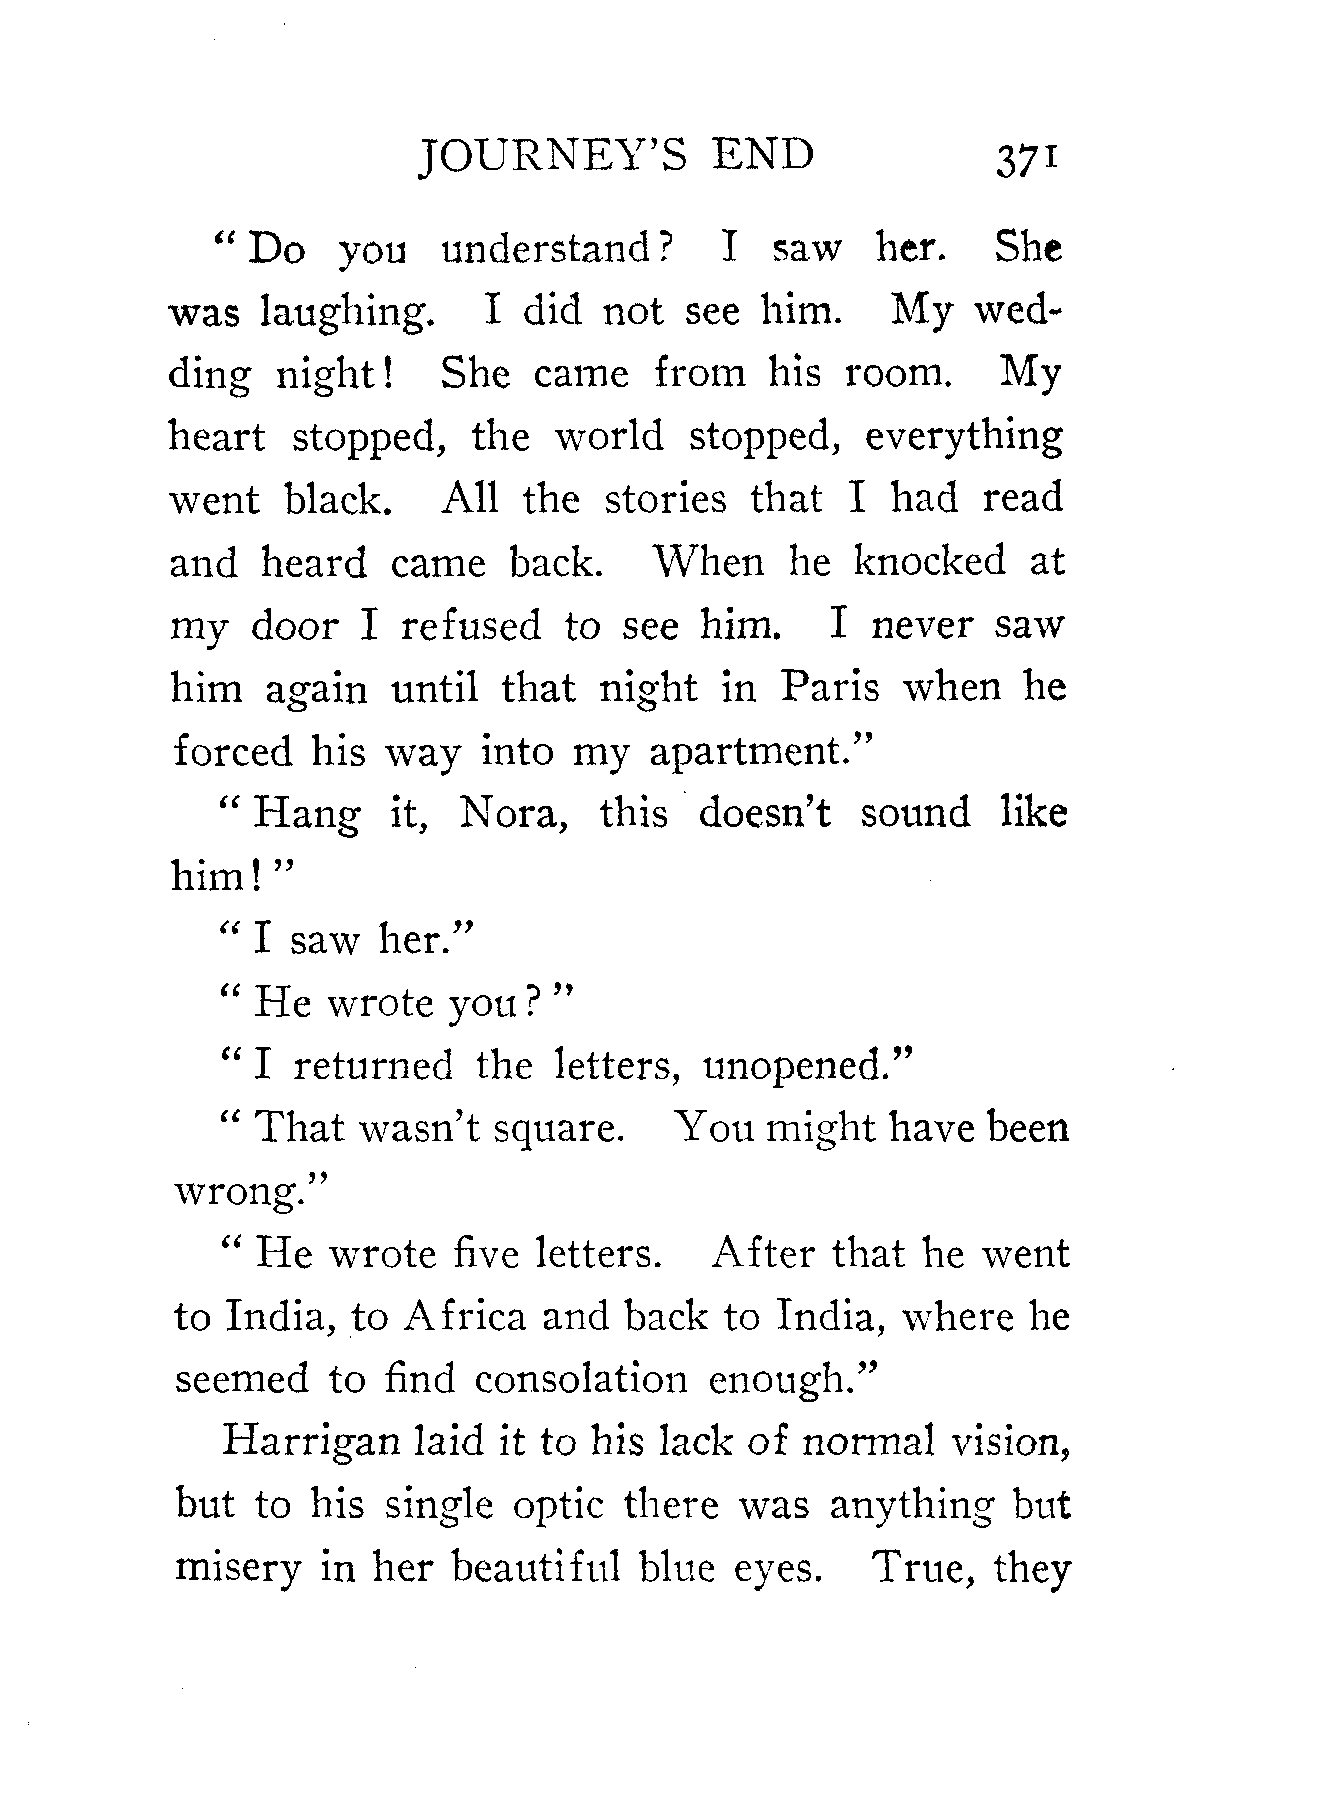 JOURNEY'S END 371
" Do you understand? I saw her. She
was laughing. I did not see him. My wed-
ding night! She came from his room. My
heart stopped, the world stopped, everything
went black. All the stories that I had read
and heard came back. When he knocked at
my door I refused to see him. I never saw
him again until that night in Paris when he
forced his way into my apartment."
" Hang it, Nora, this doesn't sound like
him! "
" I saw her."
" He wrote you? "
" I returned the letters, unopened."
" That wasn't square. You might have been
wrong."
" He wrote five letters. After that he went
to India, to Africa and back to India, where he
seemed to find consolation enough."
Harrigan laid it to his lack of normal vision,
but to his single optic there was anything but
misery in her beautiful blue eyes. True, they